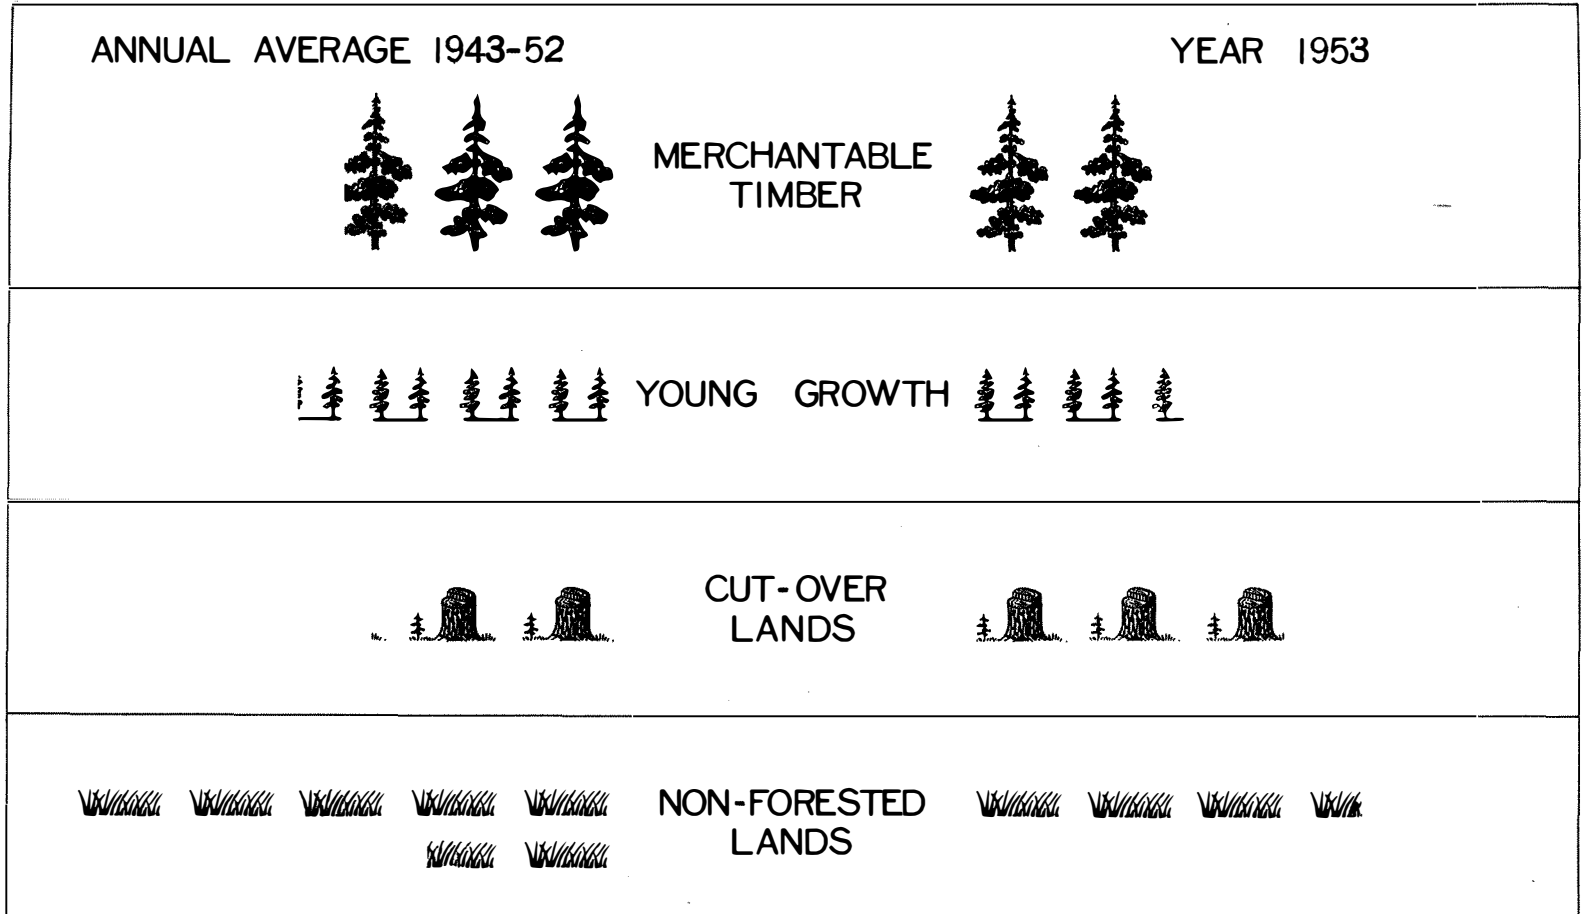 ANNUAL AVERAGE 1943-52
YEAR 1953
MERCHANTABLE
TIMBER
YOUNG GROWTH
CUT-OVER
LANDS
NON-FORESTED
LANDS